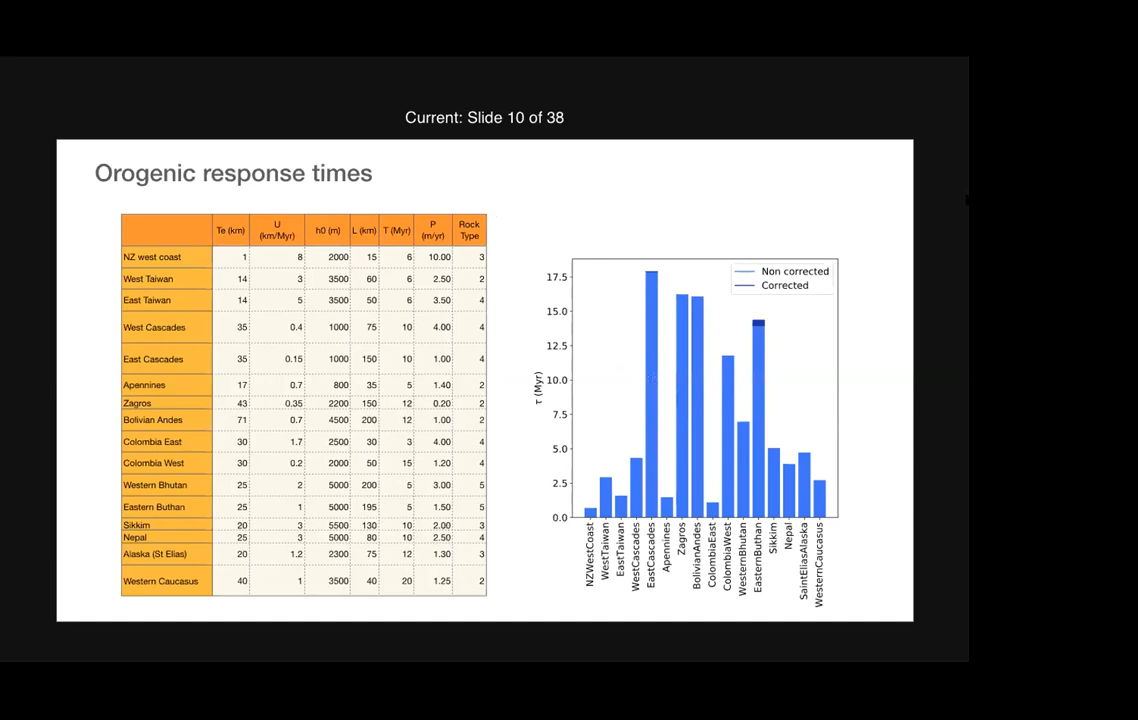 Current: Slide 10 of 38
Orogenic response times
Te (km) U (km/Myr) h0 (m) L (km) T (Myr) P (m/yr) Rock Type
NZ west coast 1 8 2000 15 6 10.00 3
West Taiwan 14 3 3500 60 6 2.50 2
East Taiwan 14 5 3500 50 6 3.50 4
West Cascades 35 0.4 1000 75 10 4.00 4
East Cascades 35 0.15 1000 150 10 1.00 4
Apennines 17 0.7 800 35 5 1.40 2
Zagros 43 0.35 2200 150 12 0.20 2
Bolivian Andes 71 0.7 4500 200 12 1.00 2
Colombia East 30 1.7 2500 30 3 4.00 4
Colombia West 30 0.2 2000 50 15 1.20 4
Western Bhutan 25 2 5000 200 5 3.00 5
Eastern Buthan 25 1 5000 195 5 1.50 5
Sikkim 20 3 5500 130 10 2.00 3
Nepal 25 3 5000 80 10 2.50 4
Alaska (St Elias) 20 1.2 2300 75 12 1.30 3
Western Caucasus 40 1 3500 40 20 1.25 2
Non corrected
Corrected
τ (Myr)
17.5
15.0
12.5
10.0
7.5
5.0
2.5
0.0
NZWestCoast
WestTaiwan
EastTaiwan
WestCascades
EastCascades
Apennines
Zagros
BolivianAndes
ColombiaEast
ColombiaWest
WesternBhutan
EasternButhan
Sikkim
Nepal
SaintEliasAlaska
WesternCaucasus